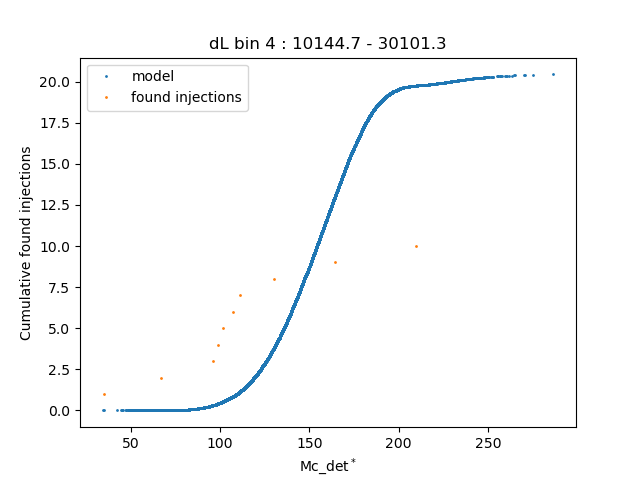 dL bin 4 : 10144.7 - 30101.3
model
found injections
20.0
17.5
15.0
12.5
10.0
7.5
5.0
2.5
0.0
Cumulative found injections
50 100 150 200 250
Mc_det*